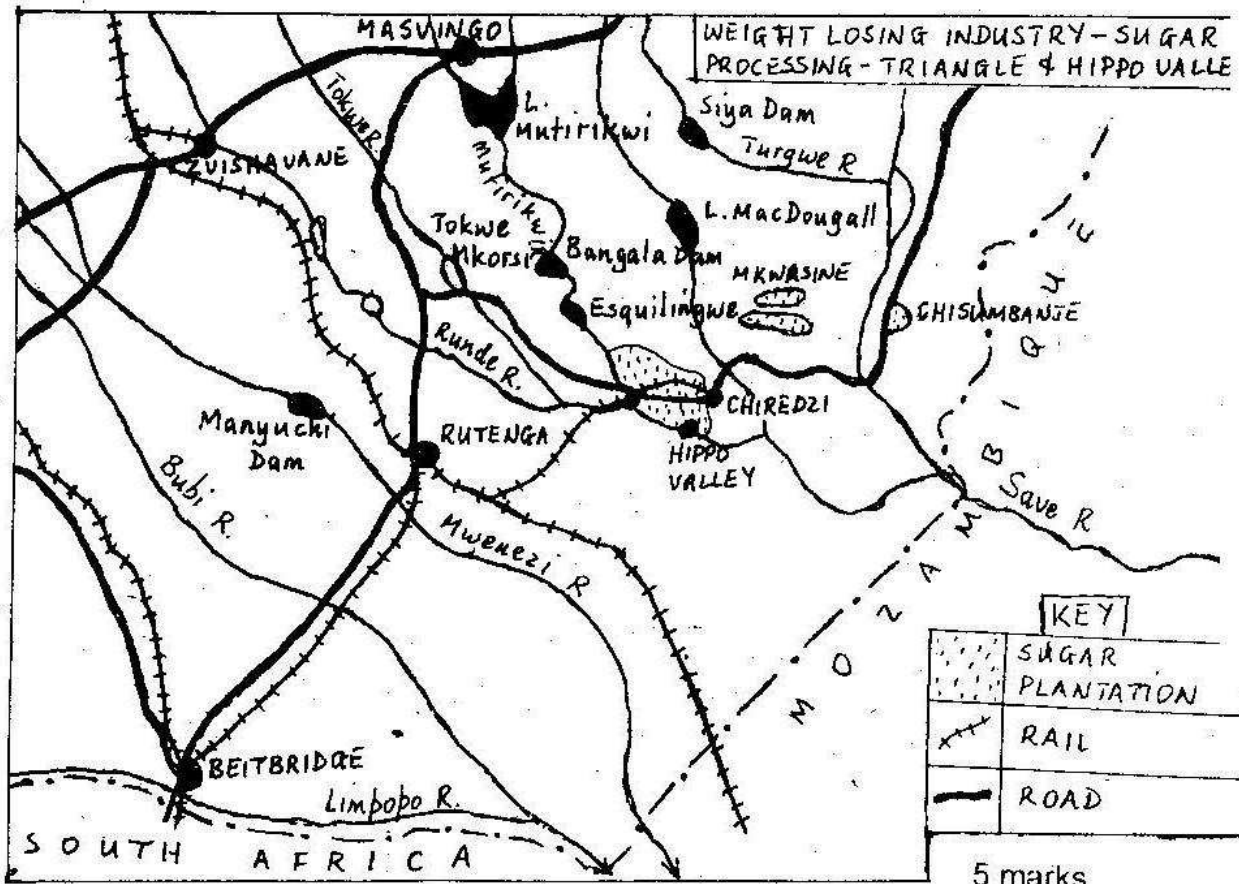 WEIGHT LOSING INDUSTRY - SUGAR
PROCESSING - TRIANGLE & HIPPO VALLE
MASVINGO
L.
Mutirikwi
Siya Dam
Turgwe R
Tokwe R.
ZVISHAVANE
Mutirikwi
L. MacDougall
Tokwe
Mkorsi
Bangala Dam
MKWASINE
Esquilingwe
CHISUMBANJE
Runde R.
CHIREDZI
Manyuchi
Dam
RUTENGA
HIPPO
VALLEY
Bubi R.
Save R
Mwenezi R
MOZAMBIQUE
KEY
SUGAR
PLANTATION
RAIL
ROAD
BEITBRIDGE
Limpopo R.
SOUTH AFRICA
5 marks